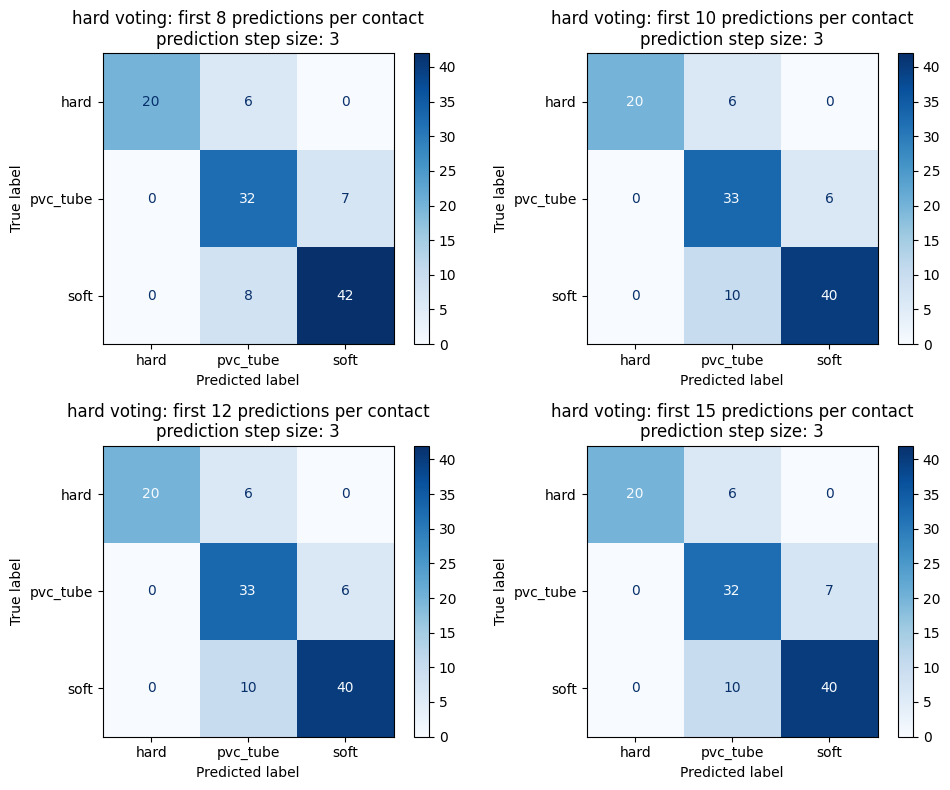 hard voting: first 8 predictions per contact
prediction step size: 3
hard
pvc_tube
soft
True label
20 6 0
0 32 7
0 8 42
hard pvc_tube soft
Predicted label
40
35
30
25
20
15
10
5
0
hard voting: first 10 predictions per contact
prediction step size: 3
hard
pvc_tube
soft
True label
20 6 0
0 33 6
0 10 40
hard pvc_tube soft
Predicted label
40
35
30
25
20
15
10
5
0
hard voting: first 12 predictions per contact
prediction step size: 3
hard
pvc_tube
soft
True label
20 6 0
0 33 6
0 10 40
hard pvc_tube soft
Predicted label
40
35
30
25
20
15
10
5
0
hard voting: first 15 predictions per contact
prediction step size: 3
hard
pvc_tube
soft
True label
20 6 0
0 32 7
0 10 40
hard pvc_tube soft
Predicted label
40
35
30
25
20
15
10
5
0